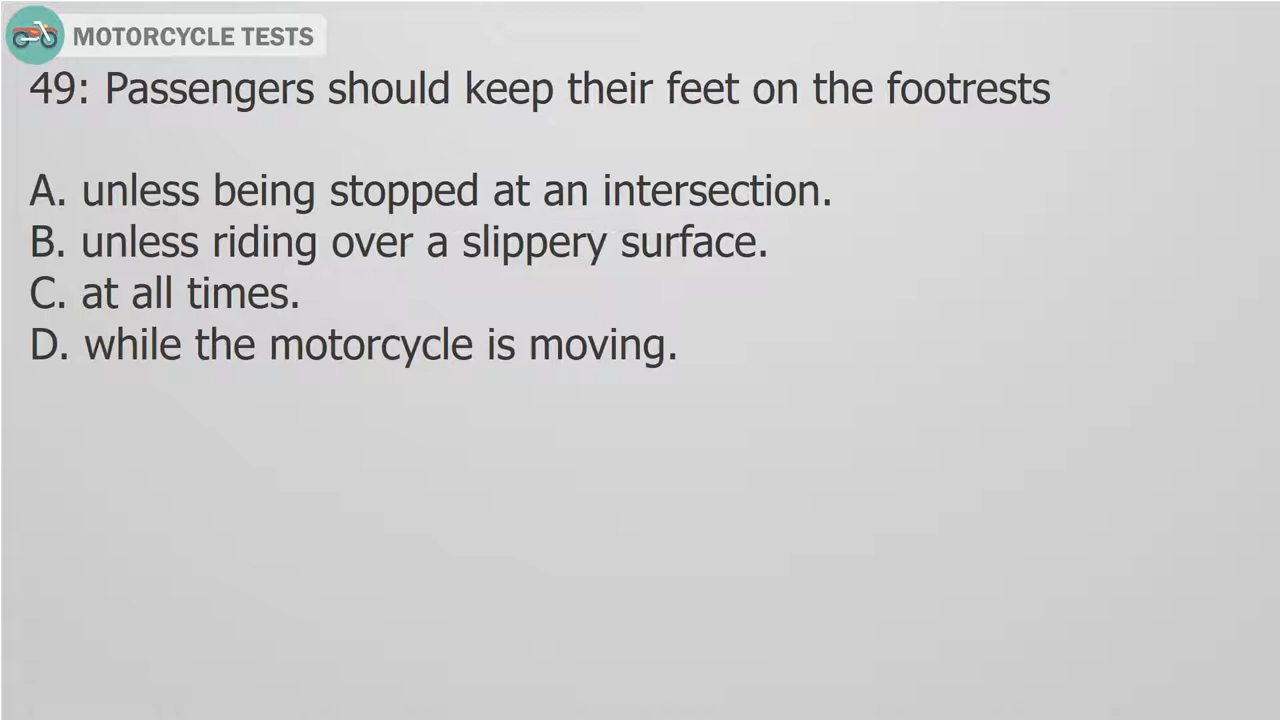 MOTORCYCLE TESTS
49: Passengers should keep their feet on the footrests
A. unless being stopped at an intersection.
B. unless riding over a slippery surface.
C. at all times.
D. while the motorcycle is moving.